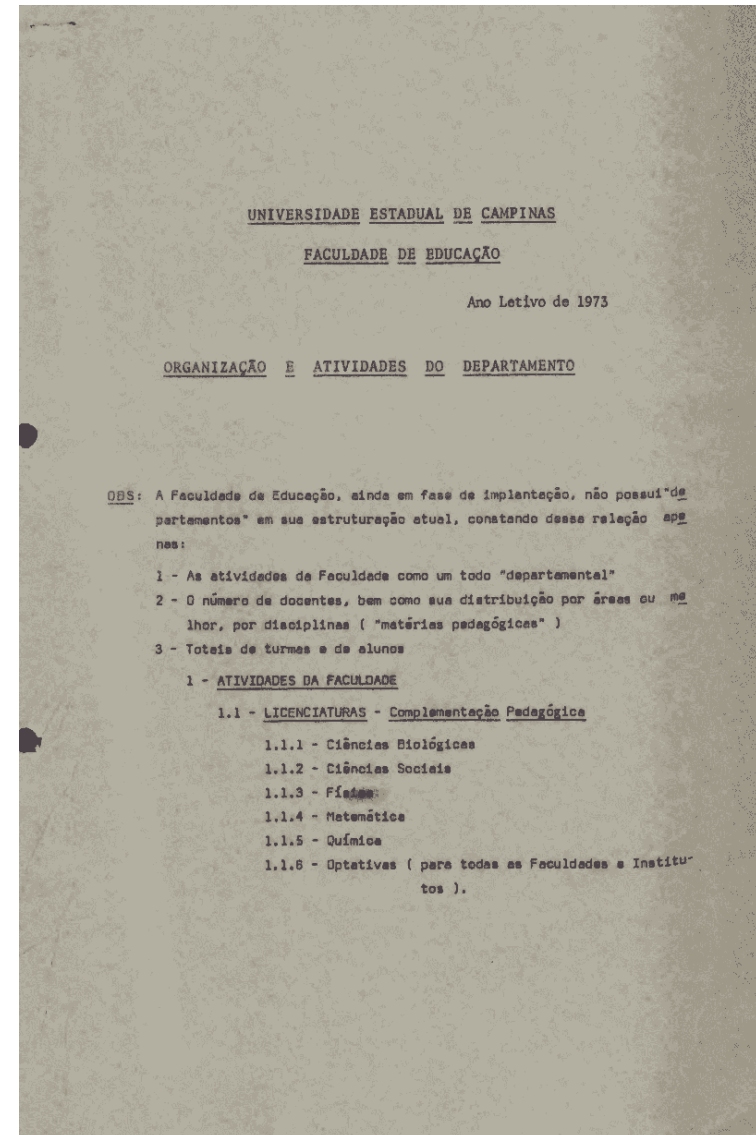 UNIVERSIDADE ESTADUAL DE CAMPINAS
FACULDADE DE EDUCAÇÃO
Ano Letivo de 1973
ORGANIZAÇÃO E ATIVIDADES DO DEPARTAMENTO
OBS: A Faculdade de Educação, ainda em fase de implantação, não possui "de
partamentos" em sua estruturação atual, constando dessa relação ape
nas:
1 - As atividades da Faculdade como um todo "departamental"
2 - O número de docentes, bem como sua distribuição por áreas ou me
lhor, por disciplinas ( "matérias pedagógicas" )
3 - Totais de turmas e de alunos
1 - ATIVIDADES DA FACULDADE
1.1 - LICENCIATURAS - Complementação Pedagógica
1.1.1 - Ciências Biológicas
1.1.2 - Ciências Sociais
1.1.3 - Física
1.1.4 - Matemática
1.1.5 - Química
1.1.6 - Optativas ( para todas as Faculdades e Institu-
tos ).